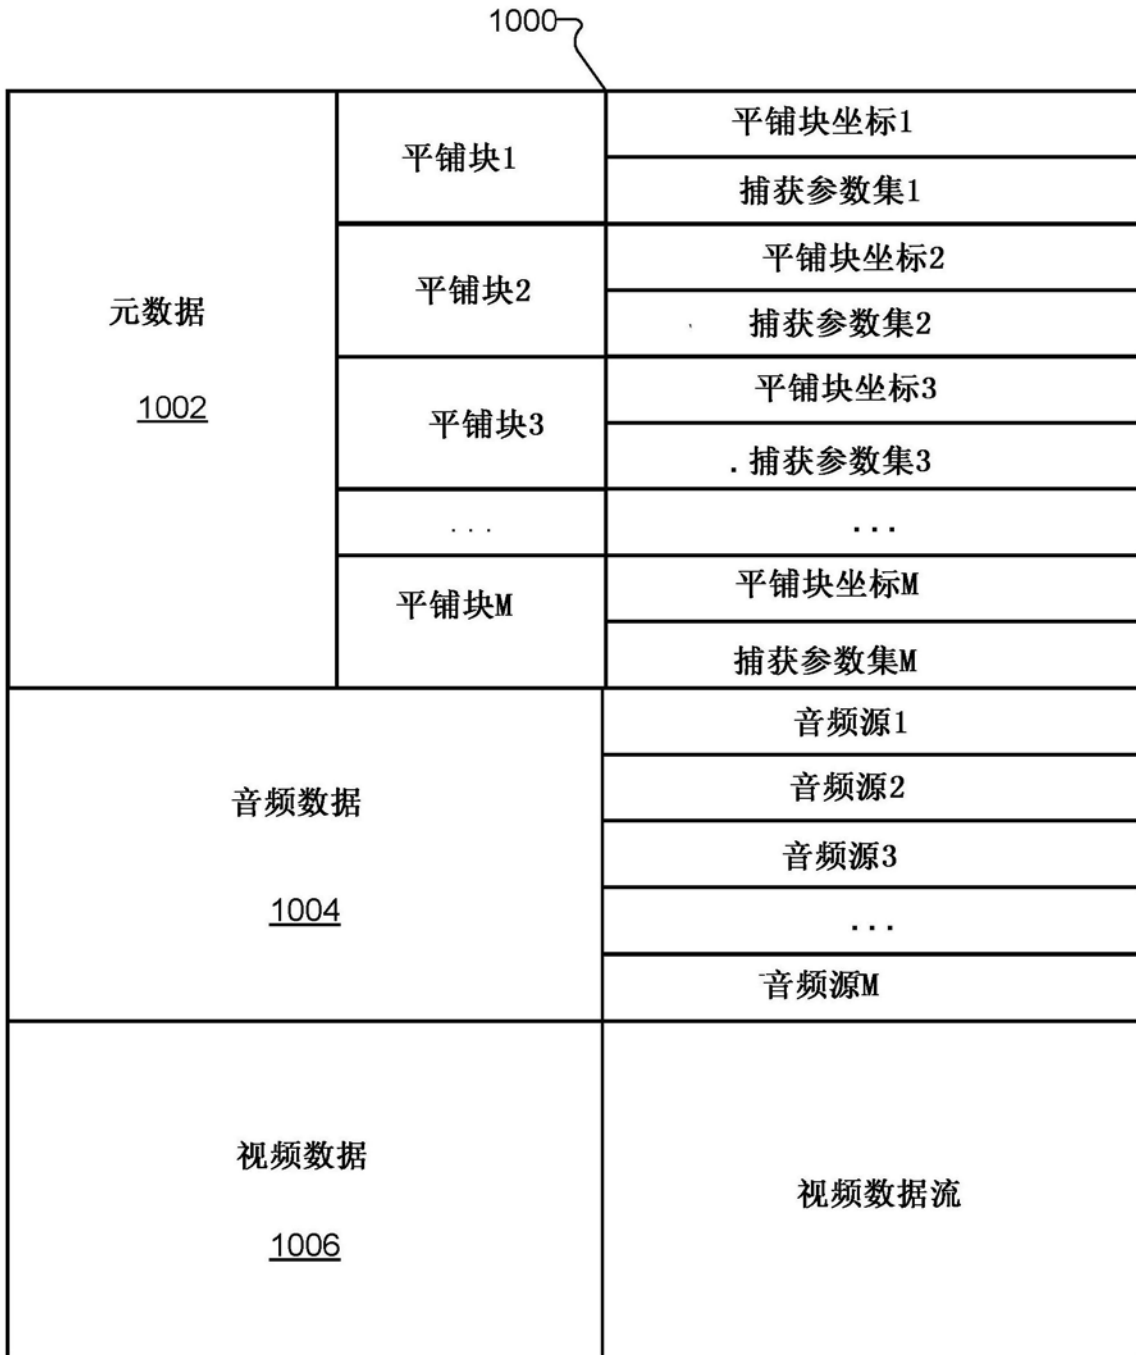 1000
平铺块1
平铺块坐标1
捕获参数集1
平铺块2
平铺块坐标2
捕获参数集2
元数据
1002
平铺块3
平铺块坐标3
捕获参数集3
...
...
平铺块M
平铺块坐标M
捕获参数集M
音频数据
1004
音频源1
音频源2
音频源3
...
音频源M
视频数据
1006
视频数据流